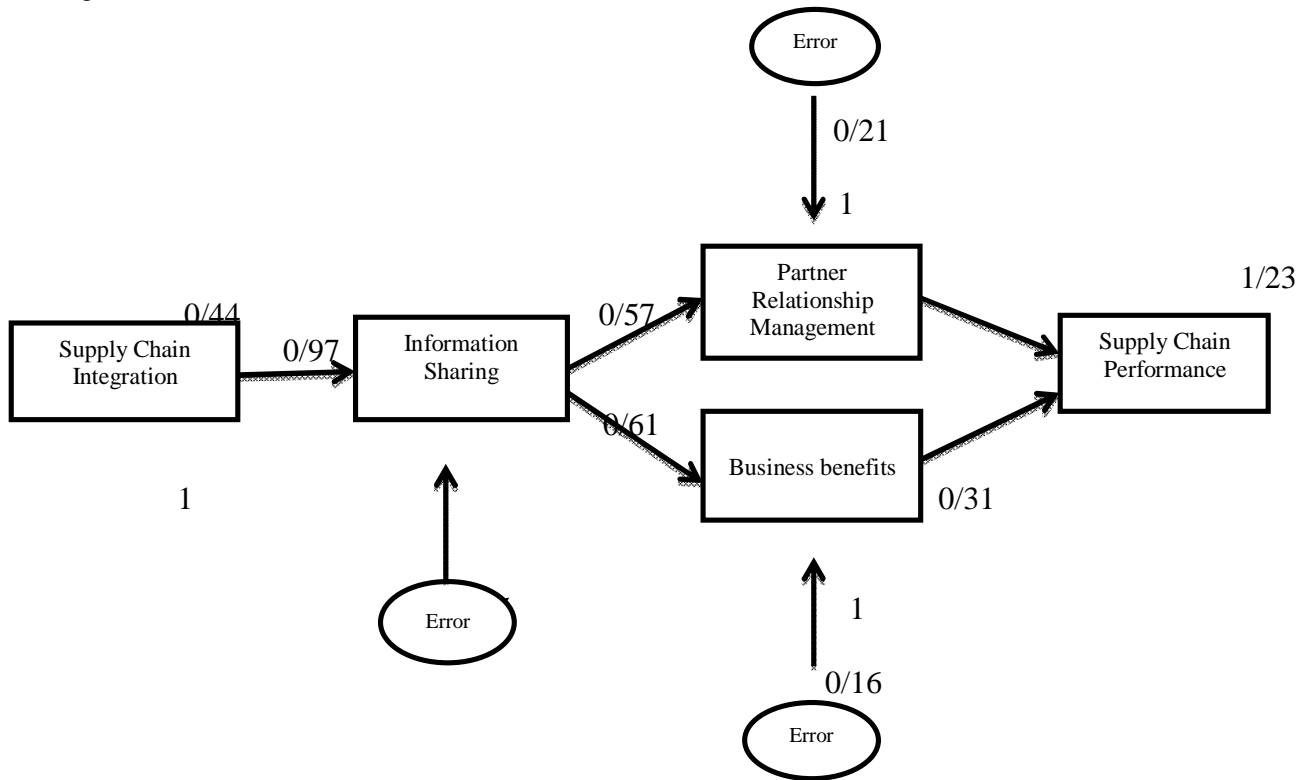 Error
0/21
1
Partner
Relationship
Management
1/23
0/44
0/97
0/57
Supply Chain
Integration
Information
Sharing
Supply Chain
Performance
0/61
Business benefits
0/31
1
Error
1
0/16
Error